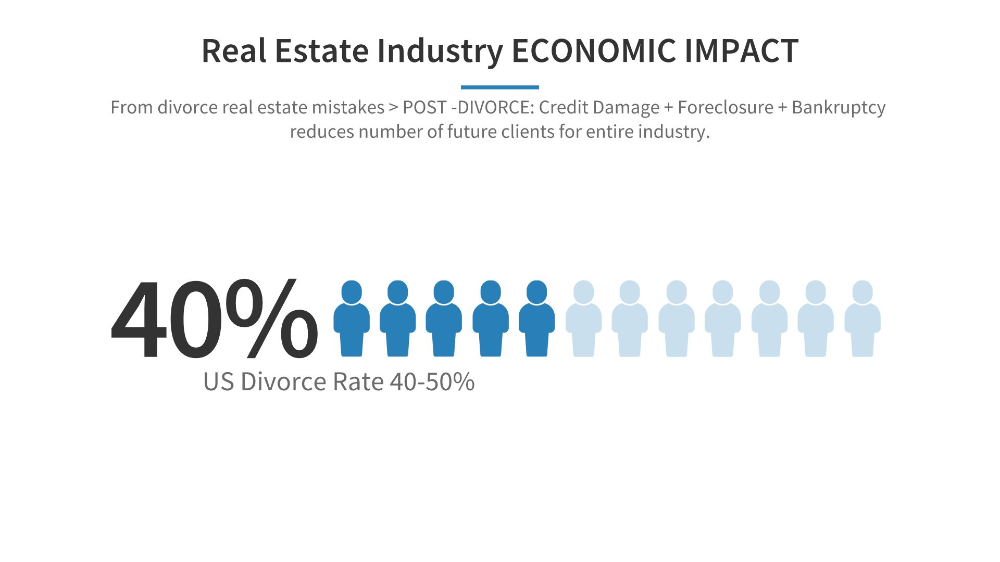 Real Estate Industry ECONOMIC IMPACT
From divorce real estate mistakes > POST -DIVORCE: Credit Damage + Foreclosure + Bankruptcy
reduces number of future clients for entire industry.
40%
US Divorce Rate 40-50%